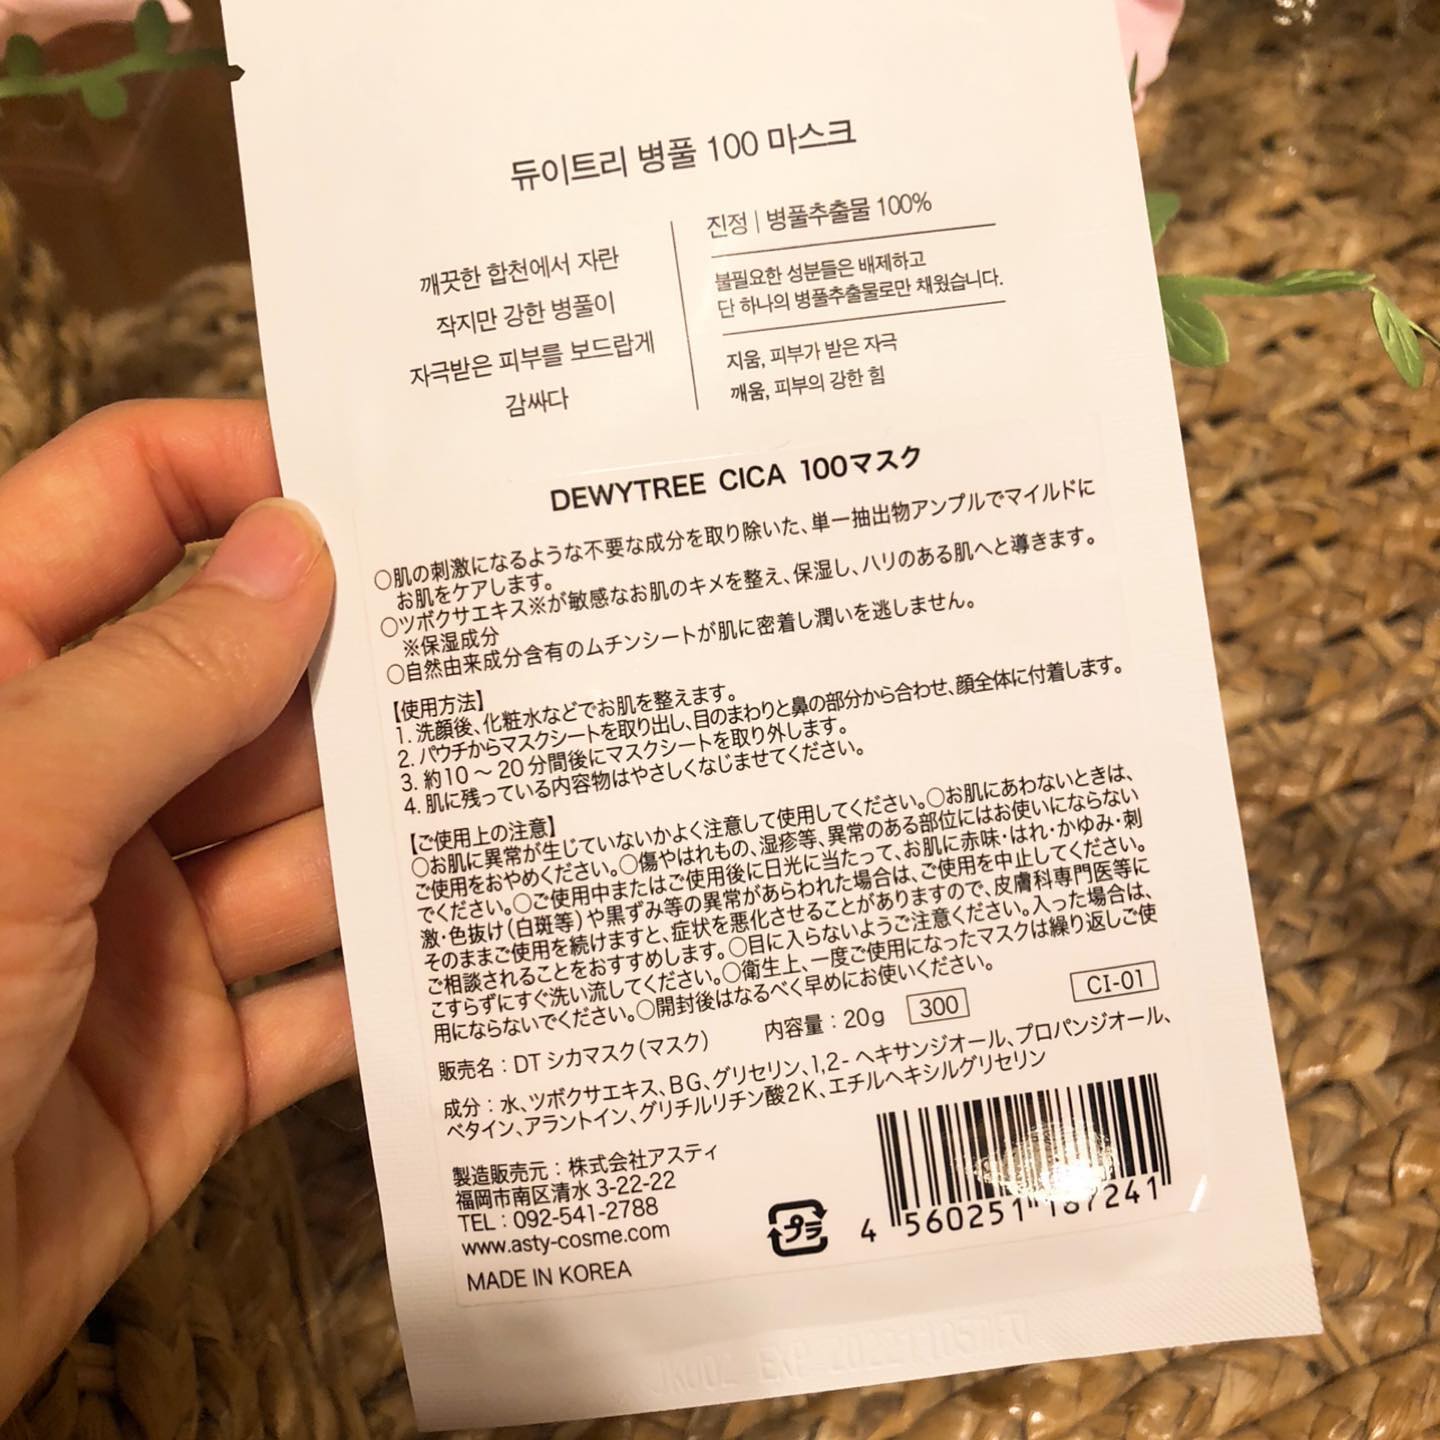 듀이트리 병풀 100 마스크
깨끗한 합천에서 자란
작지만 강한 병풀이
자극받은 피부를 보드랍게
감싸다
진정 | 병풀추출물 100%
불필요한 성분들은 배제하고
단 하나의 병풀추출물로만 채웠습니다.
지움, 피부가 받은 자극
깨움, 피부의 강한 힘
DEWYTREE CICA 100マスク
○肌の刺激になるような不要な成分を取り除いた、単一抽出物アンプルでマイルドに
お肌をケアします。
○ツボクサエキス※が敏感なお肌のキメを整え、保湿し、ハリのある肌へと導きます。
※保湿成分
○自然由来成分含有のムチンシートが肌に密着し潤いを逃しません。
【使用方法】
1. 洗顔後、化粧水などでお肌を整えます。
2. パウチからマスクシートを取り出し、目のまわりと鼻の部分から合わせ、顔全体に付着します。
3. 約10～20分間後にマスクシートを取り外します。
4. 肌に残っている内容物はやさしくなじませてください。
【ご使用上の注意】
○お肌に異常が生じていないかよく注意して使用してください。○お肌にあわないときは、
ご使用をおやめください。○傷やはれもの、湿疹等、異常のある部位にはお使いにならない
でください。○ご使用中またはご使用後に日光に当たって、お肌に赤味・はれ・かゆみ・刺
激・色抜け(白斑等)や黒ずみ等の異常があらわれた場合は、ご使用を中止してください。
そのままご使用を続けますと、症状を悪化させることがありますので、皮膚科専門医等に
ご相談されることをおすすめします。○目に入らないようご注意ください。入った場合は、
こすらずにすぐ洗い流してください。○衛生上、一度ご使用になったマスクは繰り返しご使
用にならないでください。○開封後はなるべく早めにお使いください。
販売名：DT シカマスク(マスク) 内容量：20g 300 CI-01
成分：水、ツボクサエキス、BG、グリセリン、1,2-ヘキサンジオール、プロパンジオール、
ベタイン、アラントイン、グリチルリチン酸2K、エチルヘキシルグリセリン
製造販売元：株式会社アスティ
福岡市南区清水 3-22-22
TEL：092-541-2788
www.asty-cosme.com
MADE IN KOREA
プラ
4 560251 187241